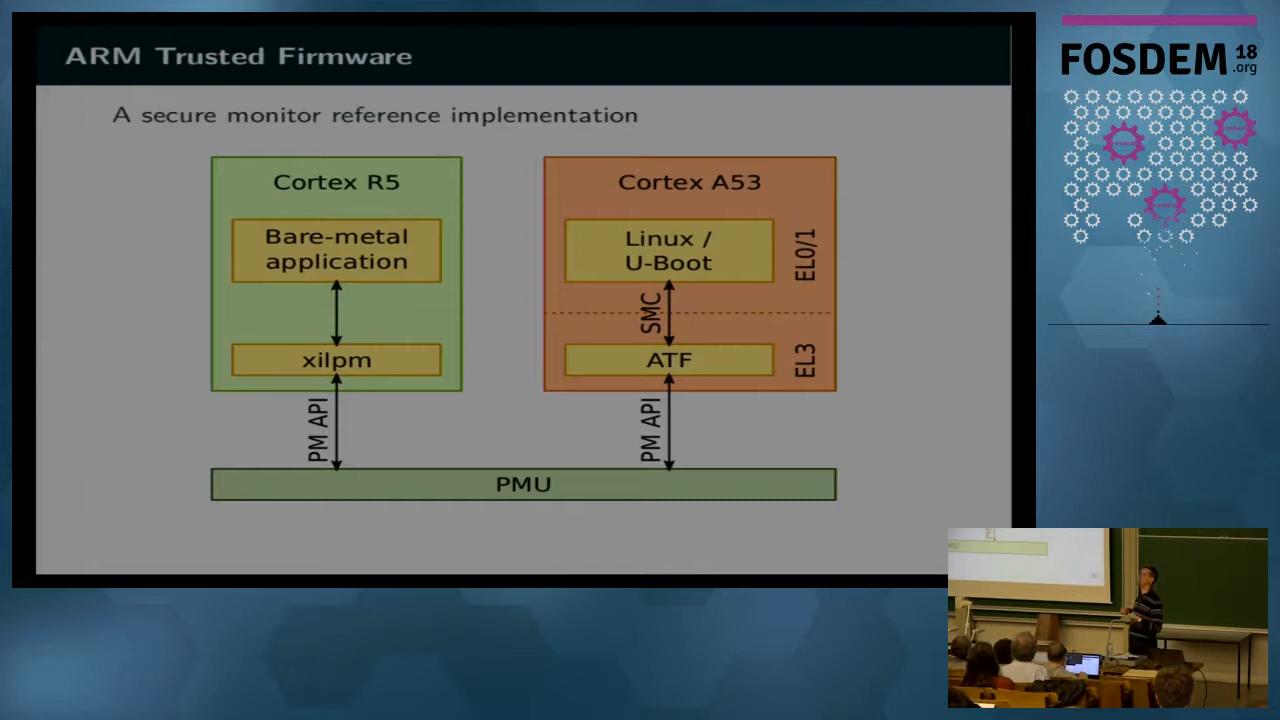 ARM Trusted Firmware
A secure monitor reference implementation
Cortex R5
Bare-metal
application
xilpm
PM API
Cortex A53
Linux /
U-Boot
EL0/1
SMC
ATF
EL3
PM API
PMU
FOSDEM 18
.org